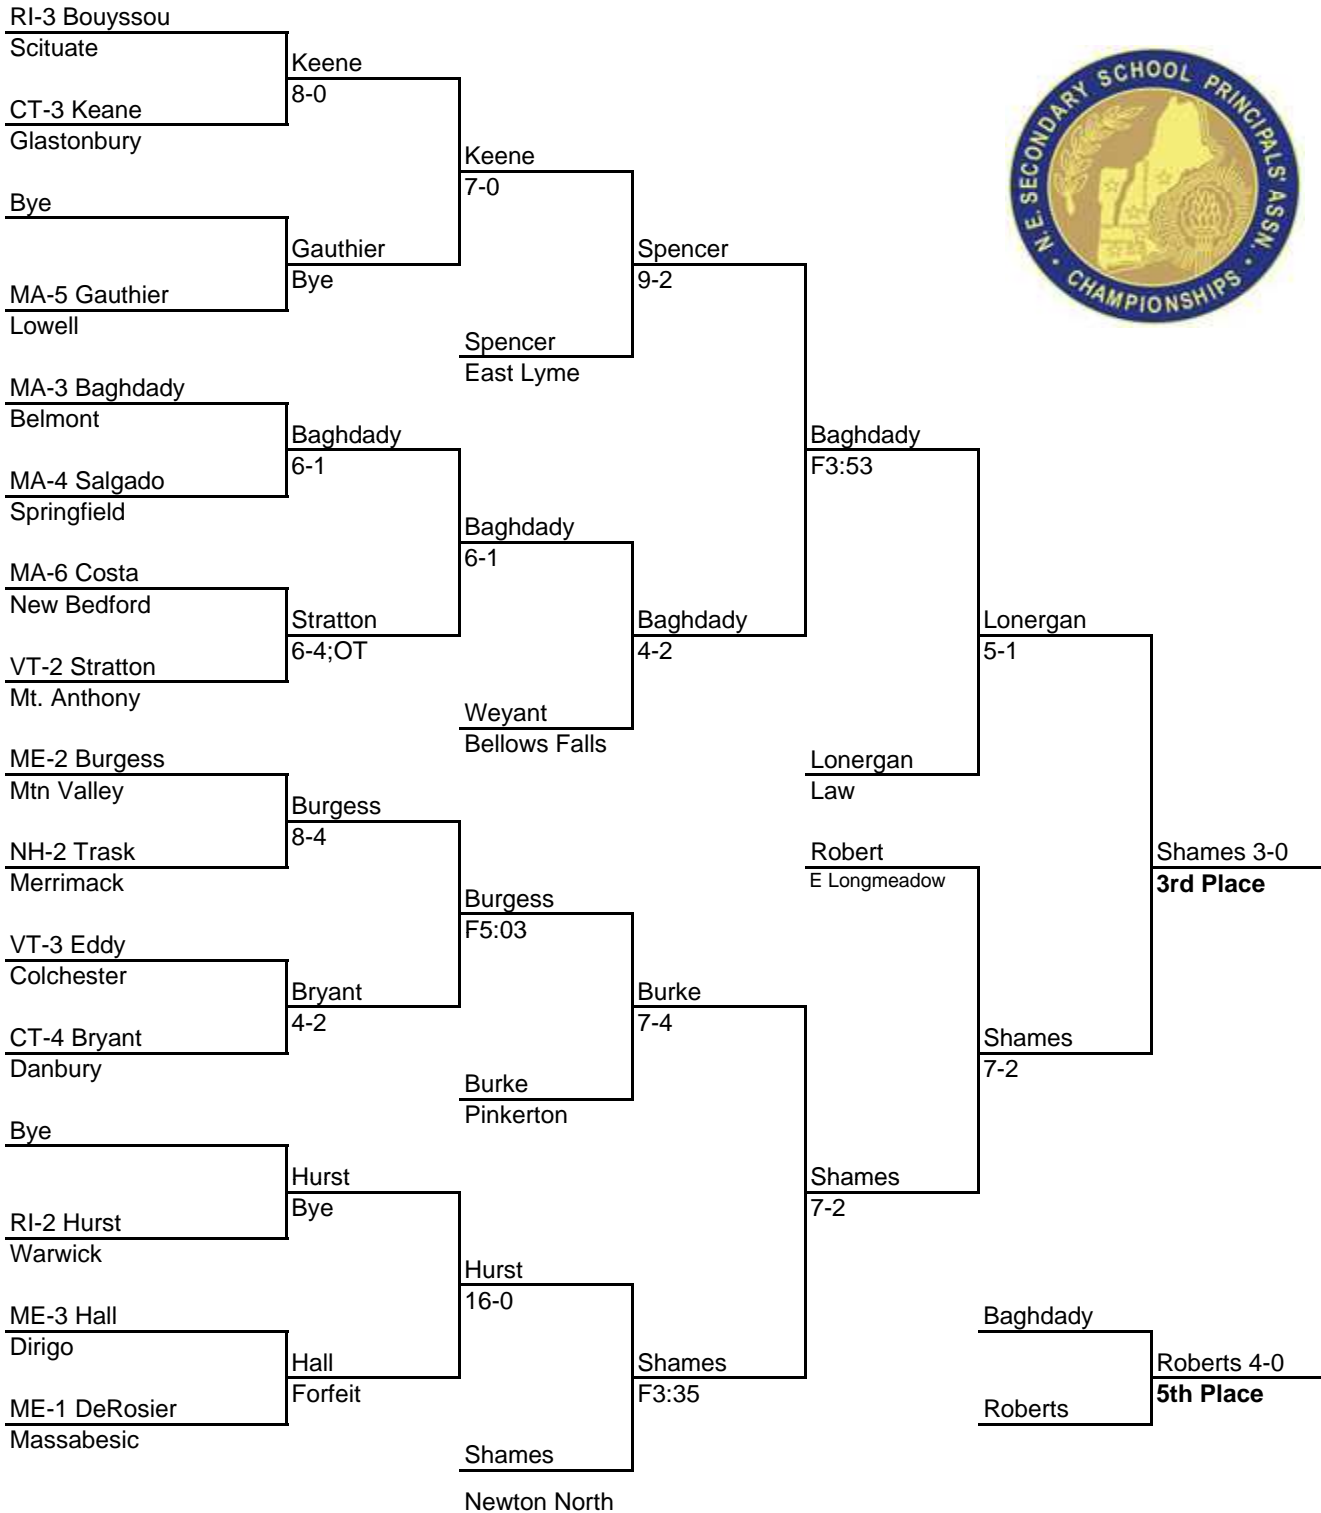 RI-3 Bouyssou
Scituate
Keene
8-0
CT-3 Keane
Glastonbury
Keene
7-0
Bye
Gauthier
Bye
Spencer
9-2
MA-5 Gauthier
Lowell
Spencer
East Lyme
MA-3 Baghdady
Belmont
Baghdady
6-1
Baghdady
F3:53
MA-4 Salgado
Springfield
Baghdady
6-1
MA-6 Costa
New Bedford
Stratton
6-4;OT
Baghdady
4-2
Lonergan
5-1
VT-2 Stratton
Mt. Anthony
Weyant
Bellows Falls
ME-2 Burgess
Mtn Valley
Lonergan
Law
Burgess
8-4
NH-2 Trask
Merrimack
Robert
E Longmeadow
Shames 3-0
3rd Place
Burgess
F5:03
VT-3 Eddy
Colchester
Bryant
4-2
Burke
7-4
CT-4 Bryant
Danbury
Shames
7-2
Burke
Pinkerton
Bye
Hurst
Bye
Shames
7-2
RI-2 Hurst
Warwick
Hurst
16-0
ME-3 Hall
Dirigo
Baghdady
Hall
Forfeit
Shames
F3:35
Roberts 4-0
5th Place
ME-1 DeRosier
Massabesic
Roberts
Shames
Newton North
N.E. SECONDARY SCHOOL PRINCIPALS' ASSN.
• CHAMPIONSHIPS •